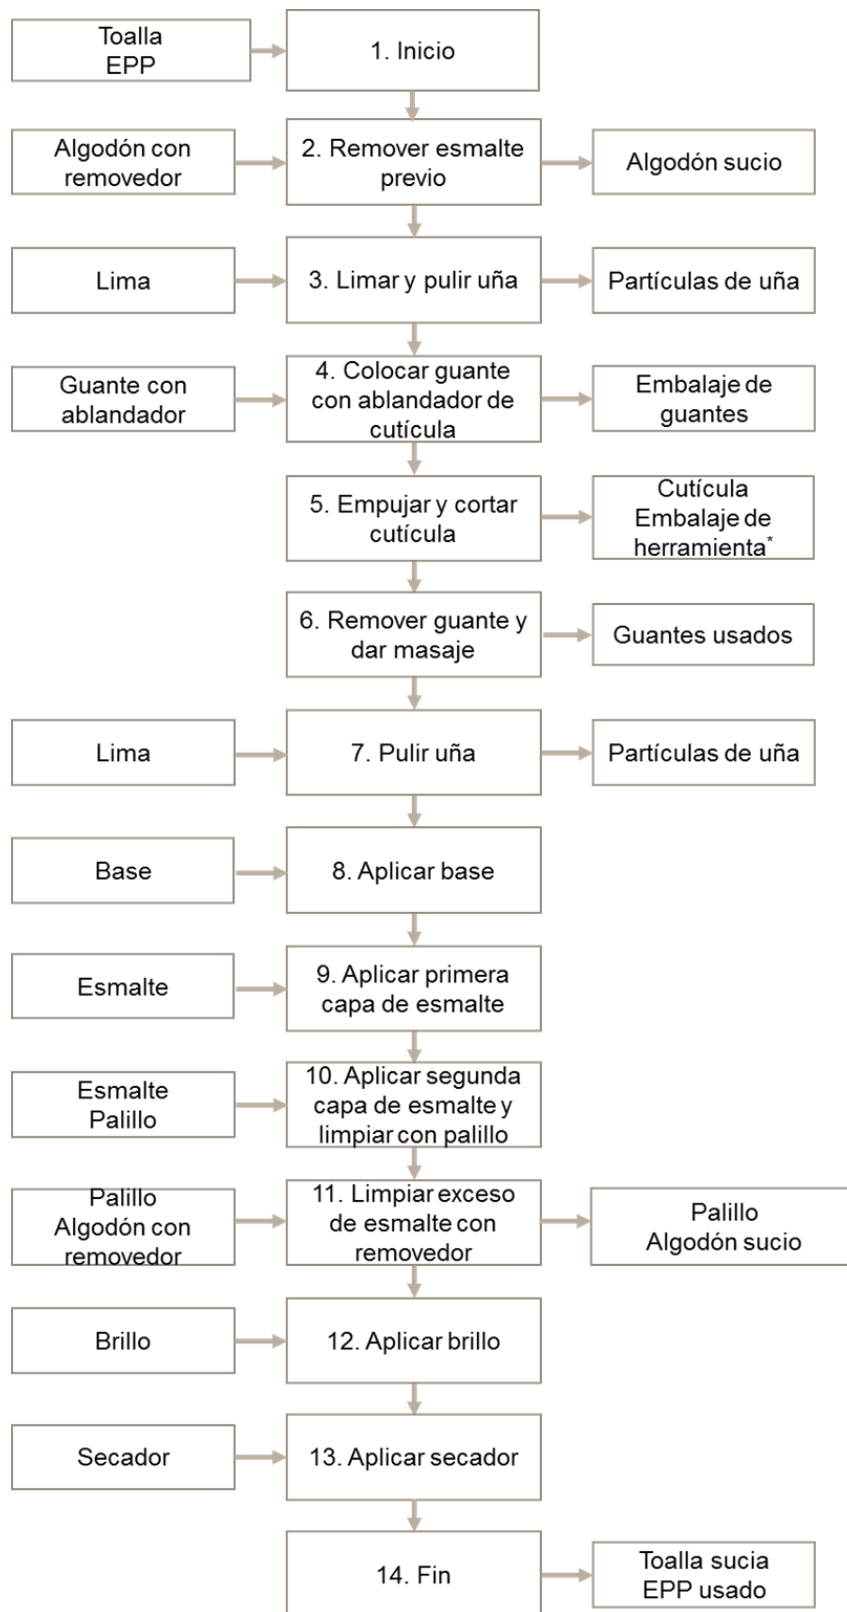 Toalla
EPP
1. Inicio
Algodón con
removedor
2. Remover esmalte
previo
Algodón sucio
Lima
3. Limar y pulir uña
Partículas de uña
Guante con
ablandador
4. Colocar guante
con ablandador de
cutícula
Embalaje de
guantes
5. Empujar y cortar
cutícula
Cutícula
Embalaje de
herramienta*
6. Remover guante y
dar masaje
Guantes usados
Lima
7. Pulir uña
Partículas de uña
Base
8. Aplicar base
Esmalte
9. Aplicar primera
capa de esmalte
Esmalte
Palillo
10. Aplicar segunda
capa de esmalte y
limpiar con palillo
Palillo
Algodón con
removedor
11. Limpiar exceso
de esmalte con
removedor
Palillo
Algodón sucio
Brillo
12. Aplicar brillo
Secador
13. Aplicar secador
14. Fin
Toalla sucia
EPP usado